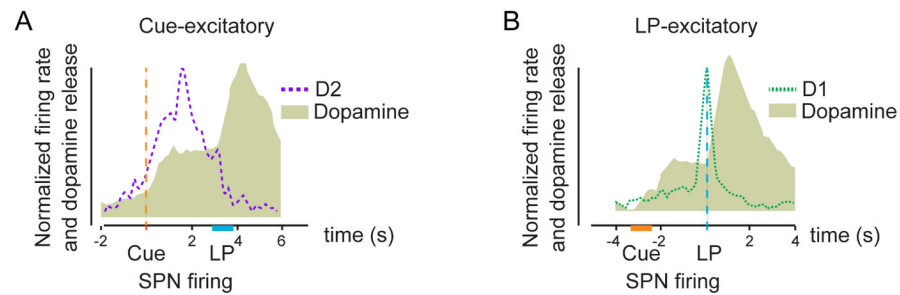 A
Cue-excitatory
Normalized firing rate
and dopamine release
D2
Dopamine
-2 2 4 6 time (s)
Cue LP
SPN firing
B
LP-excitatory
Normalized firing rate
and dopamine release
D1
Dopamine
-4 -2 0 2 4 time (s)
Cue LP
SPN firing